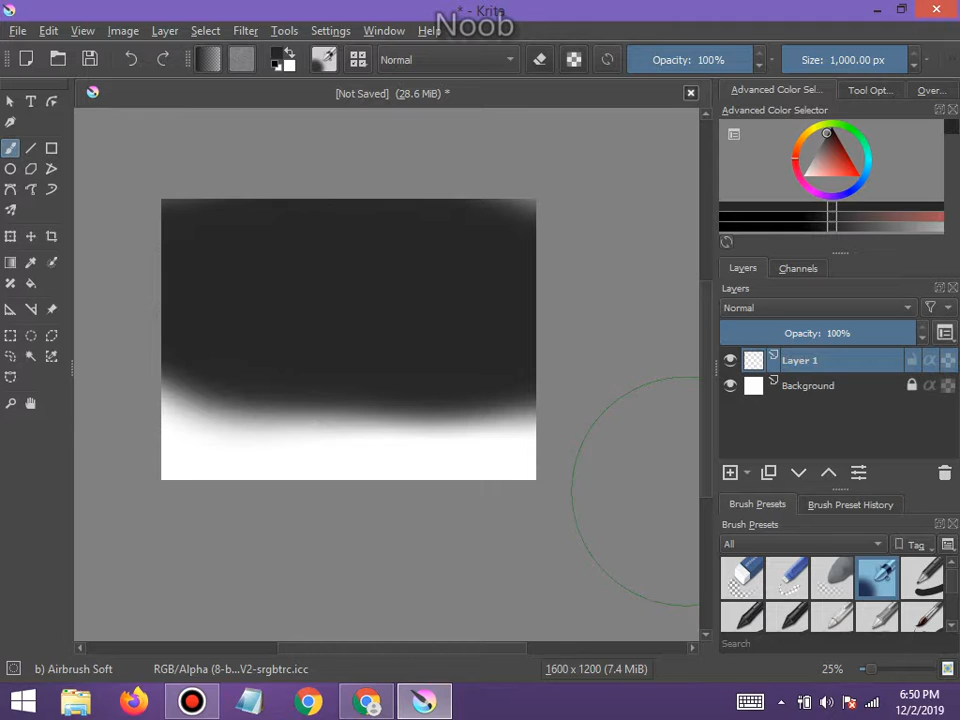 * - Krita
Noob
File Edit View Image Layer Select Filter Tools Settings Window Help
Normal
Opacity: 100%
Size: 1,000.00 px
[Not Saved] (28.6 MiB) *
Advanced Color Sel... Tool Opt... Over...
Advanced Color Selector
Layers Channels
Layers
Normal
Opacity: 100%
Layer 1
Background
Brush Presets Brush Preset History
Brush Presets
All
Tag
Search
b) Airbrush Soft
RGB/Alpha (8-b...V2-srgbtrc.icc
1600 x 1200 (7.4 MiB)
25%
6:50 PM
12/2/2019